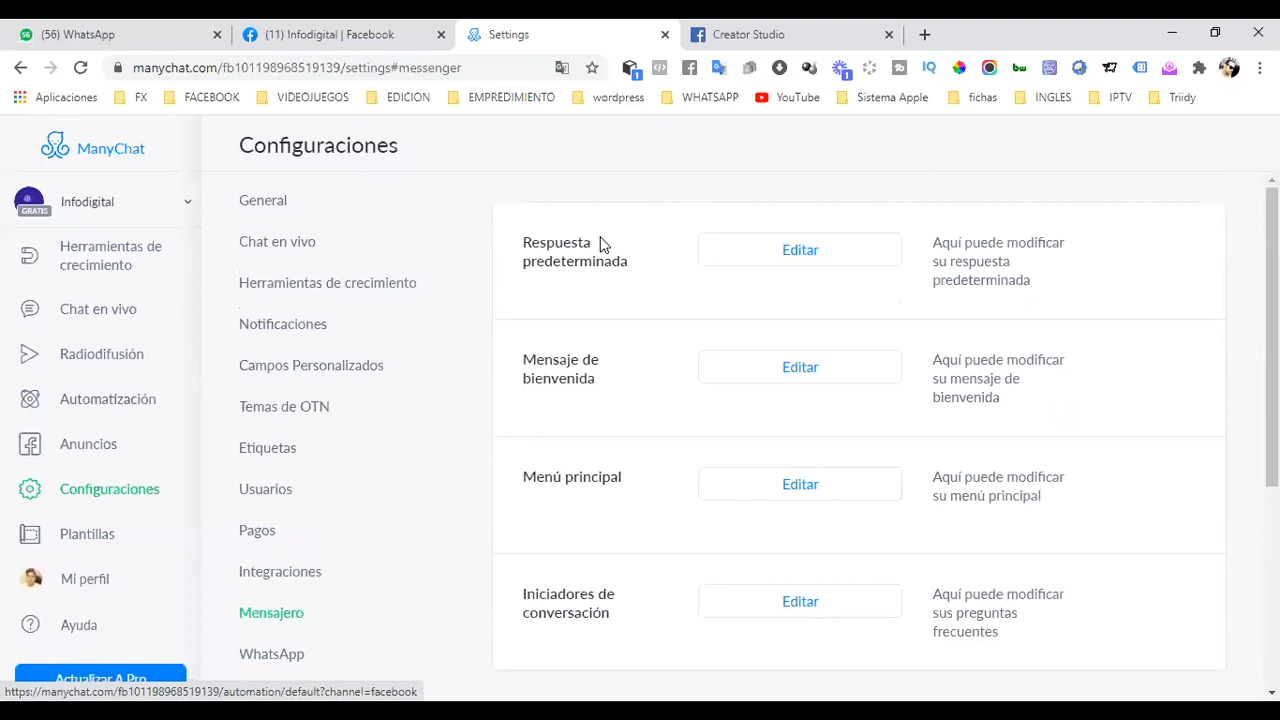 (56) WhatsApp
(11) Infodigital | Facebook
Settings
Creator Studio
manychat.com/fb101198968519139/settings#messenger
Aplicaciones
FX
FACEBOOK
VIDEOJUEGOS
EDICION
EMPREDIMIENTO
wordpress
WHATSAPP
YouTube
Sistema Apple
fichas
INGLES
IPTV
Triidy
ManyChat
Infodigital
GRATIS
Herramientas de
crecimiento
Chat en vivo
Radiodifusión
Automatización
Anuncios
Configuraciones
Plantillas
Mi perfil
Ayuda
Actualizar A Pro
Configuraciones
General
Chat en vivo
Herramientas de crecimiento
Notificaciones
Campos Personalizados
Temas de OTN
Etiquetas
Usuarios
Pagos
Integraciones
Mensajero
WhatsApp
Respuesta
predeterminada
Editar
Aquí puede modificar
su respuesta
predeterminada
Mensaje de
bienvenida
Editar
Aquí puede modificar
su mensaje de
bienvenida
Menú principal
Editar
Aquí puede modificar
su menú principal
Iniciadores de
conversación
Editar
Aquí puede modificar
sus preguntas
frecuentes
https://manychat.com/fb101198968519139/automation/default?channel=facebook